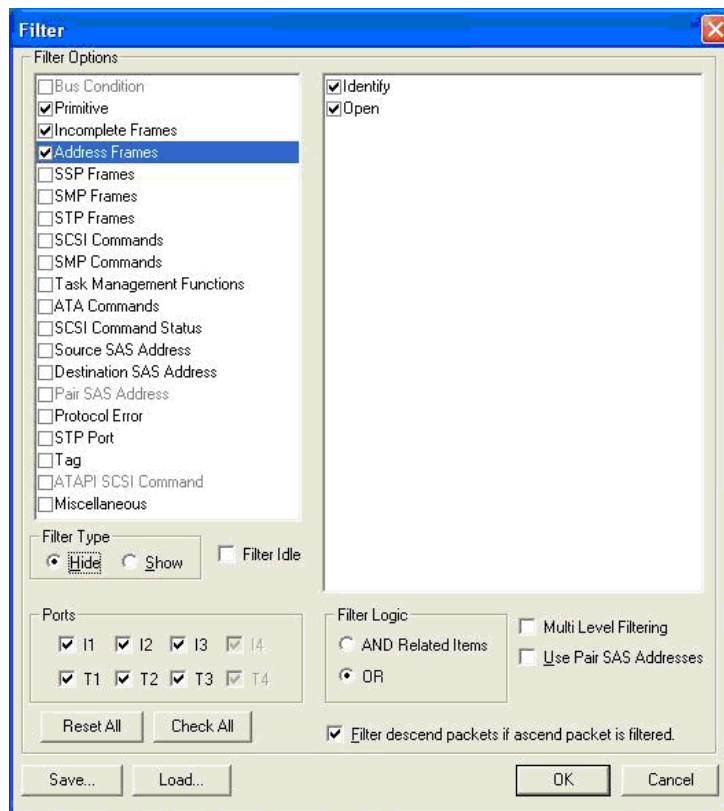 Filter
Filter Options
Bus Condition
Primitive
Incomplete Frames
Address Frames
SSP Frames
SMP Frames
STP Frames
SCSI Commands
SMP Commands
Task Management Functions
ATA Commands
SCSI Command Status
Source SAS Address
Destination SAS Address
Pair SAS Address
Protocol Error
STP Port
Tag
ATAPI SCSI Command
Miscellaneous
Identify
Open
Filter Type
Hide Show
Filter Idle
Ports
I1 I2 I3 I4
T1 T2 T3 T4
Filter Logic
AND Related Items
OR
Multi Level Filtering
Use Pair SAS Addresses
Reset All Check All
Filter descend packets if ascend packet is filtered.
Save... Load... OK Cancel